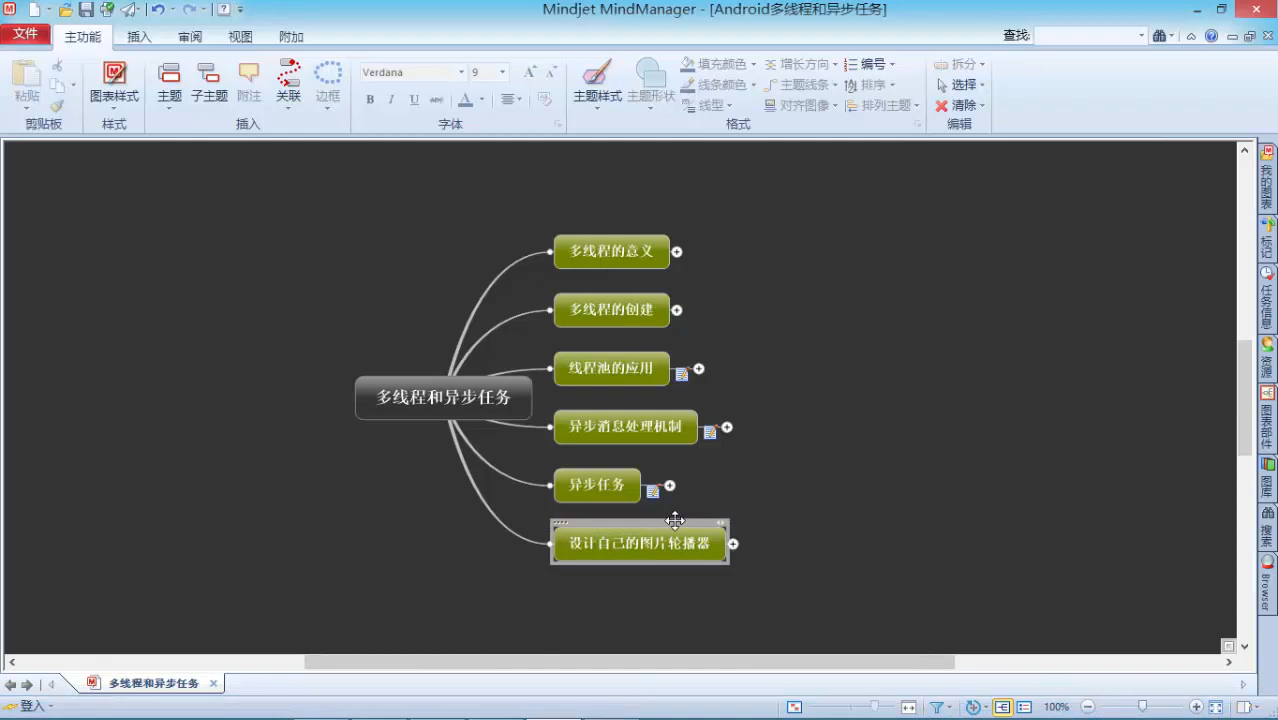 Mindjet MindManager - [Android多线程和异步任务]
文件 主功能 插入 审阅 视图 附加 查找:
粘贴 图表样式 主题 子主题 附注 关联 边框 Verdana 9 主题样式 主题形状 填充颜色 增长方向 编号 拆分
B I U abc A 线条颜色 主题线条 排序 选择
线型 对齐图像 排列主题 清除
剪贴板 样式 插入 字体 格式 编辑
多线程的意义
多线程的创建
线程池的应用
多线程和异步任务
异步消息处理机制
异步任务
设计自己的图片轮播器
我的图表
标记
任务信息
资源
图表部件
图库
搜索
Browser
多线程和异步任务
登入 100%